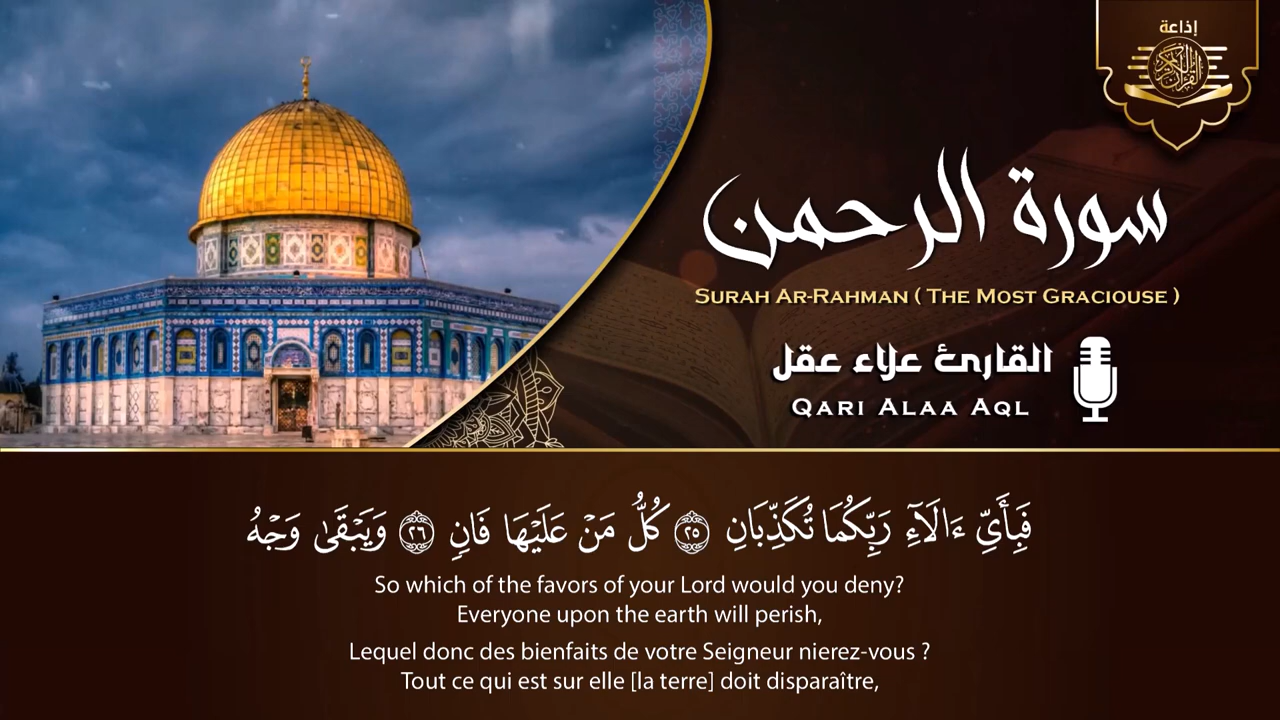 إذاعة
القرآن الكريم
سورة الرحمن
SURAH AR-RAHMAN ( THE MOST GRACIOUSE )
القارئ علاء عقل
QARI ALAA AQL
فَبِأَيِّ ءَالَآءِ رَبِّكُمَا تُكَذِّبَانِ ٢٥ كُلُّ مَنْ عَلَيْهَا فَانٍ ٢٦ وَيَبْقَىٰ وَجْهُ
So which of the favors of your Lord would you deny?
Everyone upon the earth will perish,
Lequel donc des bienfaits de votre Seigneur nierez-vous ?
Tout ce qui est sur elle [la terre] doit disparaître,